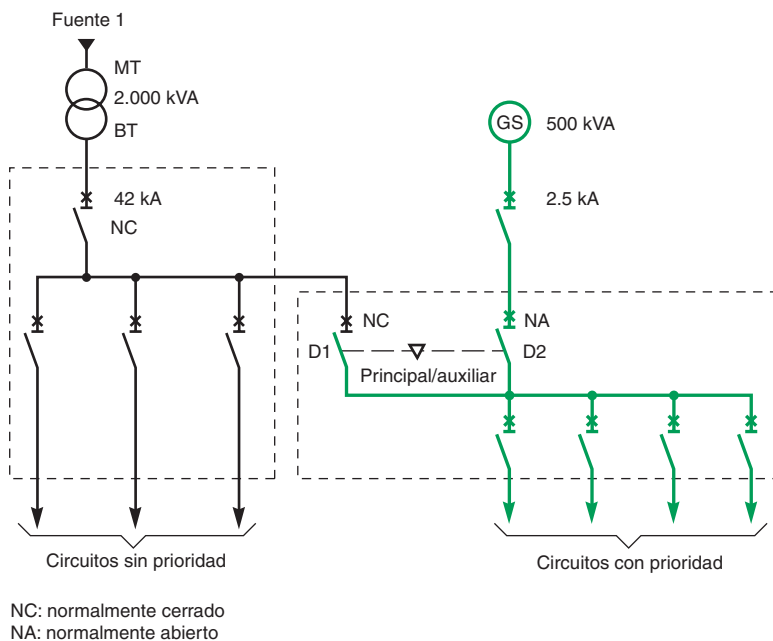 Fuente 1
MT
2.000 kVA
BT
GS
500 kVA
42 kA
NC
2.5 kA
NC
NA
D1
D2
Principal/auxiliar
Circuitos sin prioridad
Circuitos con prioridad
NC: normalmente cerrado
NA: normalmente abierto